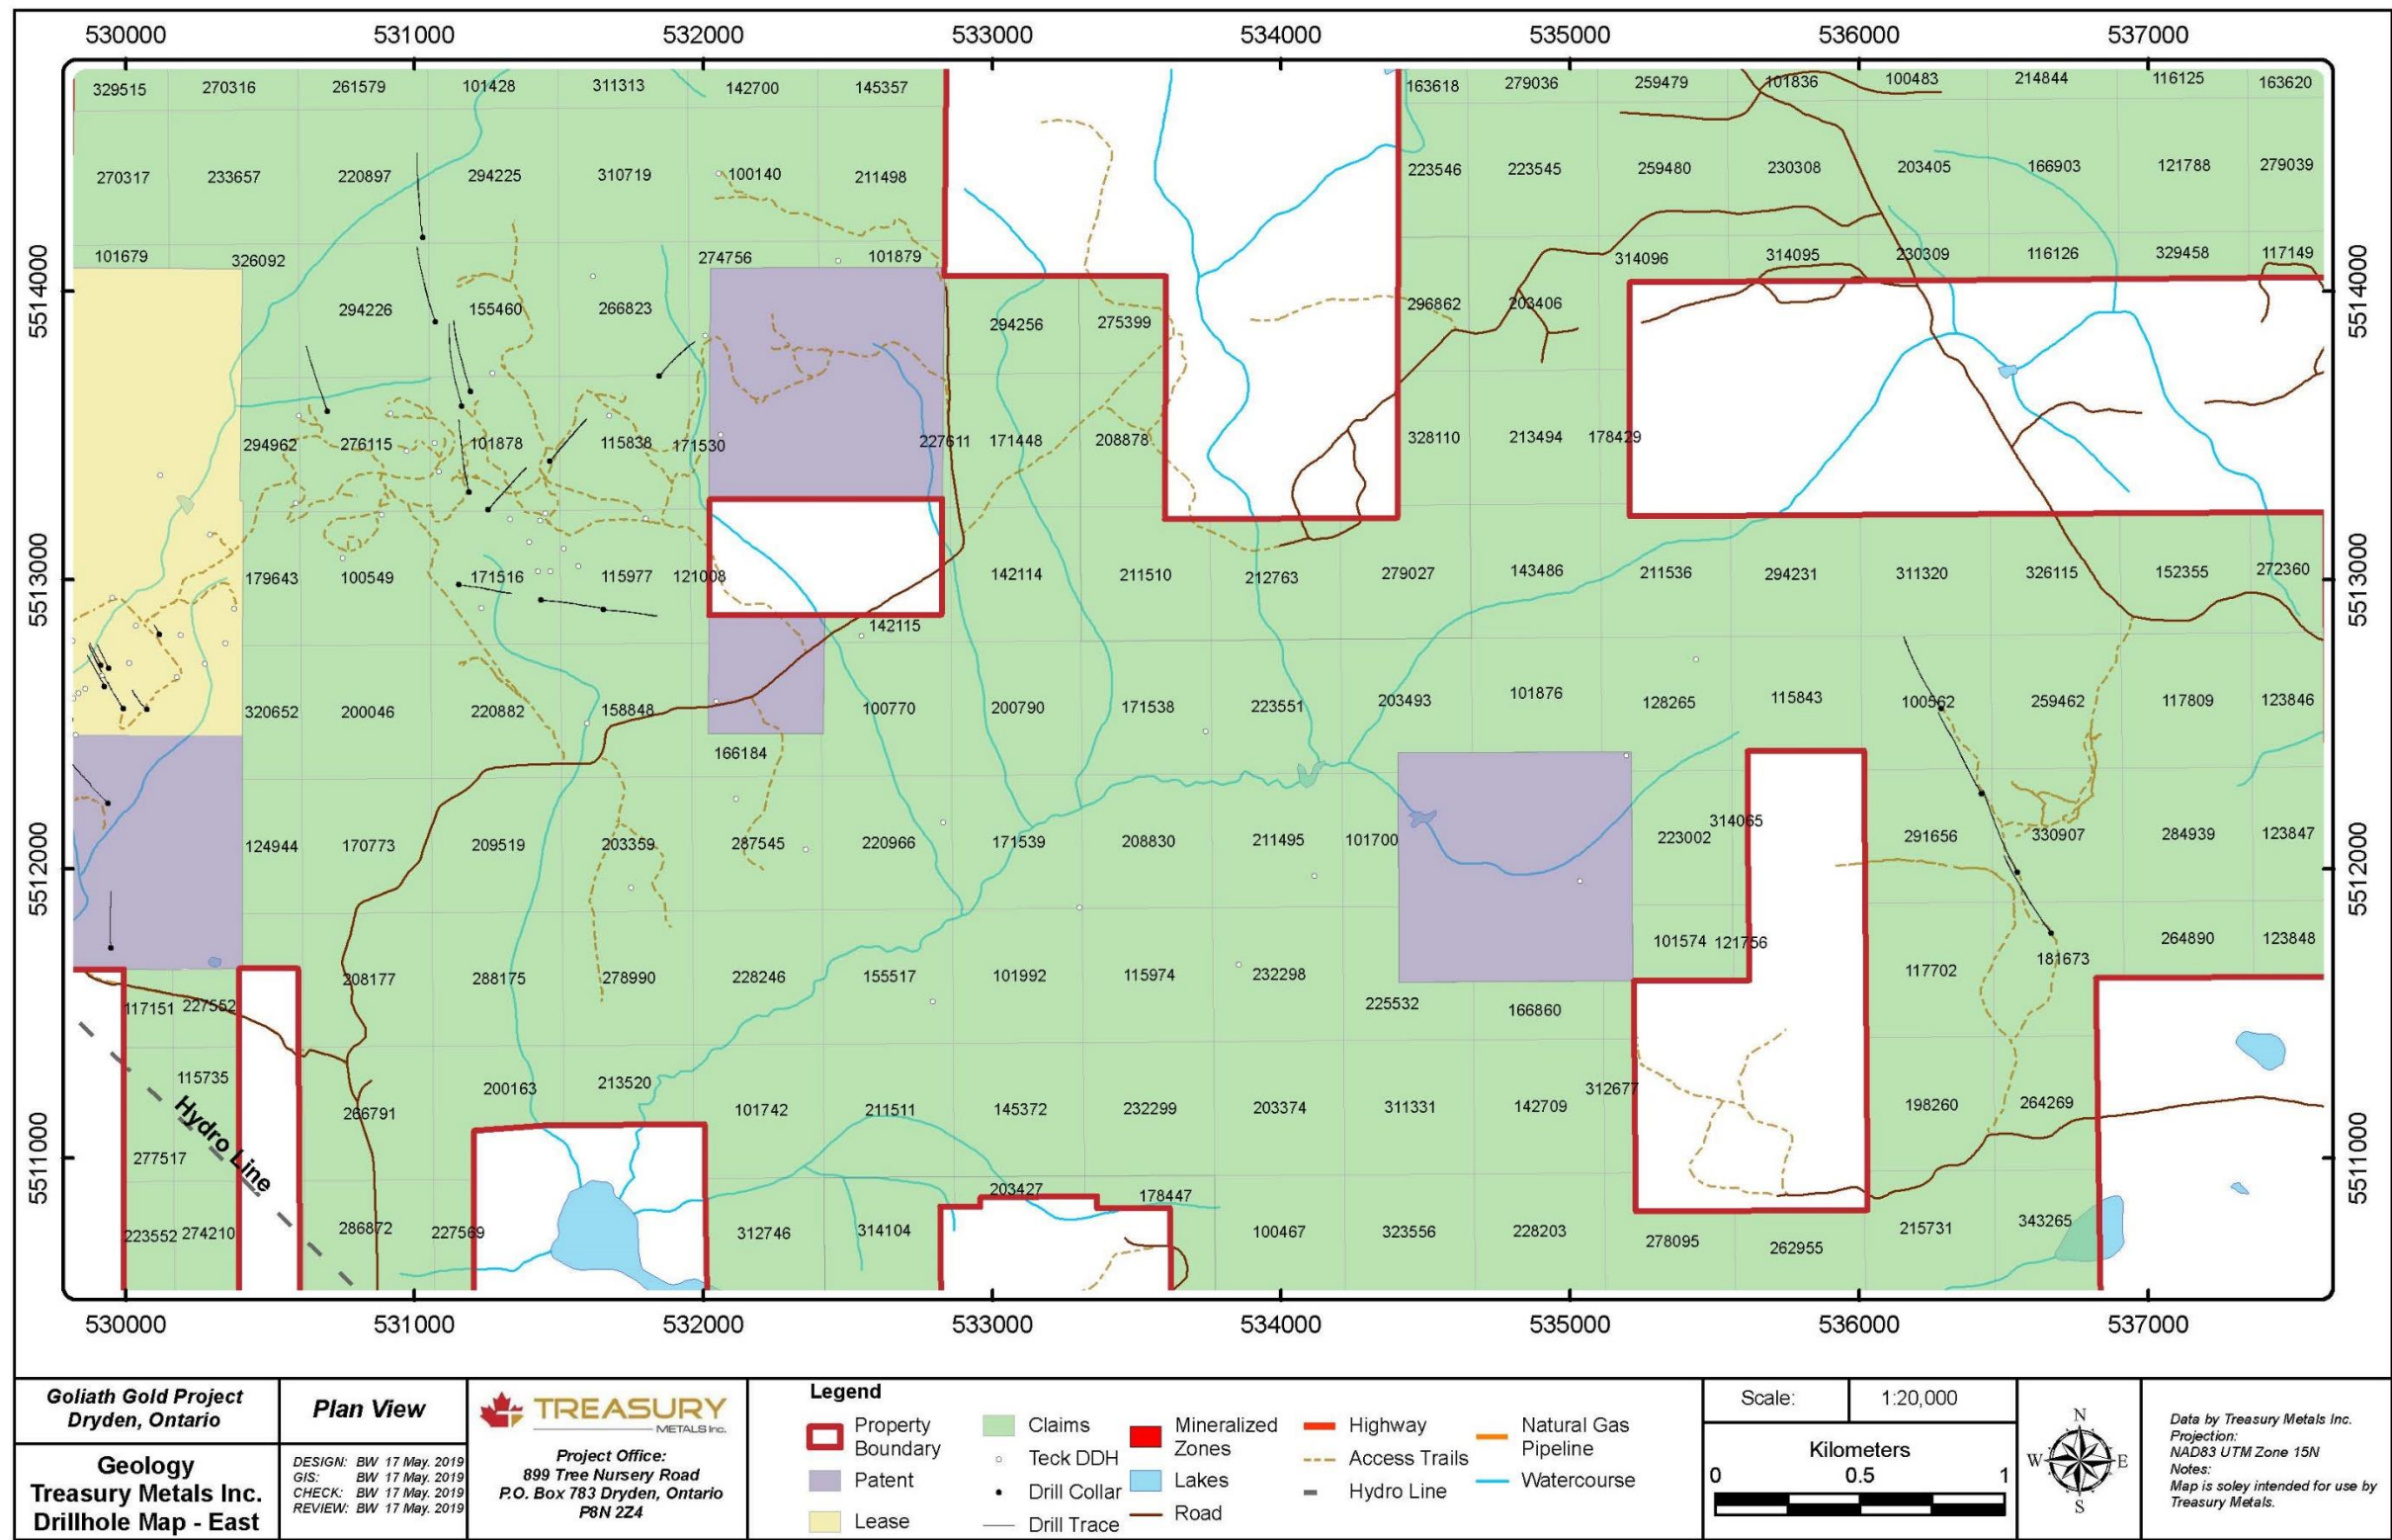 530000 531000 532000 533000 534000 535000 536000 537000
329515 270316 261579 101428 311313 142700 145357 163618 279036 259479 101836 100483 214844 116125 163620
270317 233657 220897 294225 310719 100140 211498 223546 223545 259480 230308 203405 166903 121788 279039
5514000 5514000
101679 326092 274756 101879 314096 314095 230309 116126 329458 117149
294226 155460 266823 294256 275399 296862 203406
294962 276115 101878 115838 171530 227611 171448 208878 328110 213494 178429
5513000 5513000
179643 100549 171516 115977 121008 142114 211510 212763 279027 143486 211536 294231 311320 326115 152355 272360
142115
320652 200046 220882 158848 100770 200790 171538 223551 203493 101876 128265 115843 100562 259462 117809 123846
166184
5512000 5512000
314065
124944 170773 209519 203359 287545 220966 171539 208830 211495 101700 223002 291656 330907 284939 123847
101574 121756 264890 123848
208177 288175 278990 228246 155517 101992 115974 232298 117702 181673
117151 227552 225532 166860
115735 200163 213520 312677
Hydro Line
266791 101742 211511 145372 232299 203374 311331 142709 198260 264269
5511000 5511000
277517
203427 178447
223552 274210 286872 227569 312746 314104 100467 323556 228203 278095 262955 215731 343265
530000 531000 532000 533000 534000 535000 536000 537000
Goliath Gold Project
Dryden, Ontario
Geology
Treasury Metals Inc.
Drillhole Map - East
Plan View
DESIGN: BW 17 May. 2019
GIS: BW 17 May. 2019
CHECK: BW 17 May. 2019
REVIEW: BW 17 May. 2019
TREASURY
METALS Inc.
Project Office:
899 Tree Nursery Road
P.O. Box 783 Dryden, Ontario
P8N 2Z4
Legend
Property
Boundary
Patent
Lease
Claims
Teck DDH
Drill Collar
Drill Trace
Mineralized
Zones
Lakes
Road
Highway
Access Trails
Hydro Line
Natural Gas
Pipeline
Watercourse
Scale: 1:20,000
Kilometers
0 0.5 1
N
W E
S
Data by Treasury Metals Inc.
Projection:
NAD83 UTM Zone 15N
Notes:
Map is soley intended for use by
Treasury Metals.